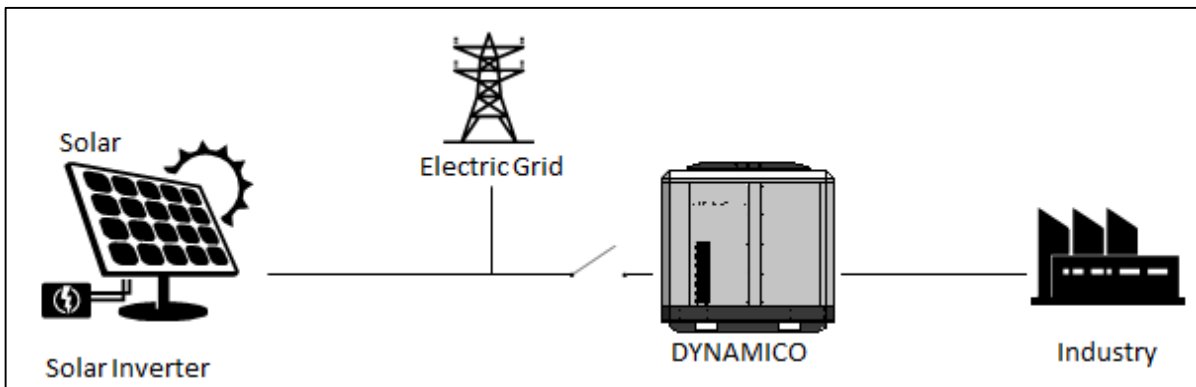 Solar
Electric Grid
Solar Inverter
DYNAMICO
Industry